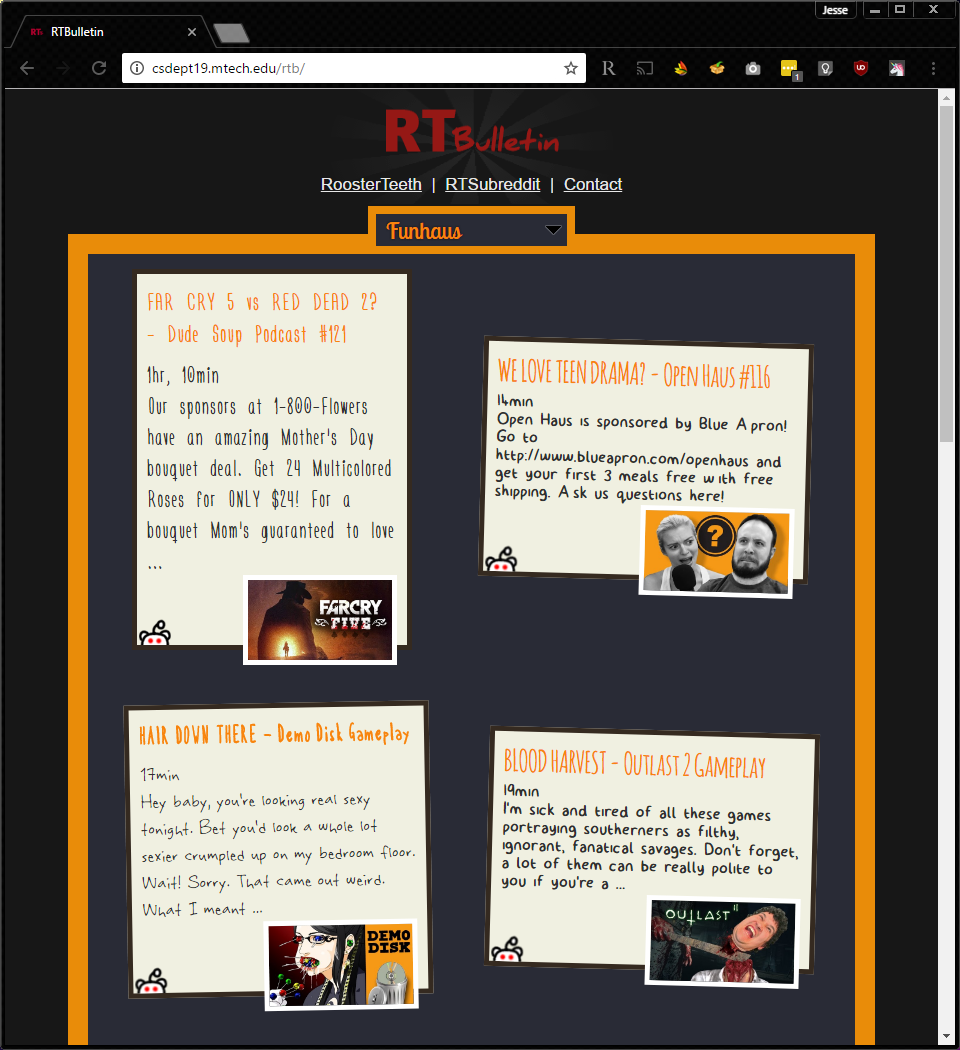 Jesse
RTBulletin
csdept19.mtech.edu/rtb/
R
1
RTBulletin
RoosterTeeth | RTSubreddit | Contact
Funhaus
FAR CRY 5 vs RED DEAD 2?
- Dude Soup Podcast #121
1hr, 10min
Our sponsors at 1-800-Flowers
have an amazing Mother's Day
bouquet deal. Get 24 Multicolored
Roses for ONLY $24! For a
bouquet Mom's guaranteed to love
...
FARCRY
FIVE
WE LOVE TEEN DRAMA? - Open Haus #116
14min
Open Haus is sponsored by Blue Apron!
Go to
http://www.blueapron.com/openhaus and
get your first 3 meals free with free
shipping. Ask us questions here!
?
HAIR DOWN THERE - Demo Disk Gameplay
17min
Hey baby, you're looking real sexy
tonight. Bet you'd look a whole lot
sexier crumpled up on my bedroom floor.
Wait! Sorry. That came out weird.
What I meant ...
DEMO
DISK
BLOOD HARVEST - Outlast 2 Gameplay
19min
I'm sick and tired of all these games
portraying southerners as filthy,
ignorant, fanatical savages. Don't forget,
a lot of them can be really polite to
you if you're a ...
OUTLAST II